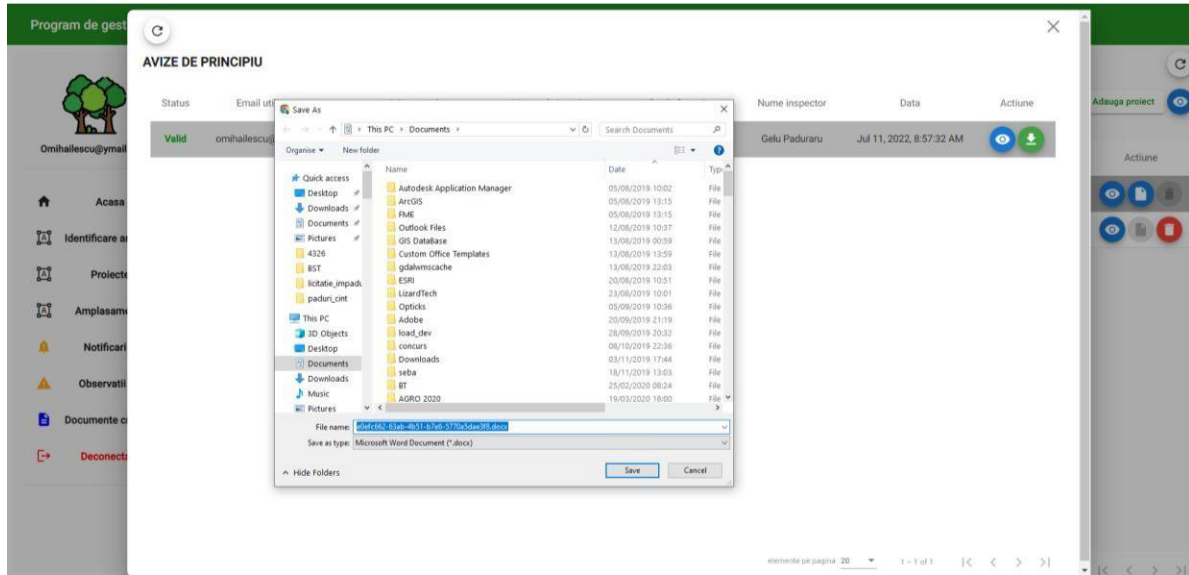 Program de gest
AVIZE DE PRINCIPIU
Status Email uti Nume inspector Data Actiune
Valid omihailescu@ Gelu Paduraru Jul 11, 2022, 8:57:32 AM
Omihailescu@ymail
Acasa
Identificare
Proiecte
Amplasame
Notificari
Observatii
Documente
Deconect
Adauga proiect
Actiune
Save As
This PC > Documents >
Search Documents
Organise
New folder
Quick access
Desktop
Downloads
Documents
Pictures
4326
BST
licitatie_impadu
paduri_cint
This PC
3D Objects
Desktop
Documents
Downloads
Music
Pictures
Name Date Typ
Autodesk Application Manager 05/08/2019 10:02 File
ArcGIS 05/08/2019 13:15 File
FME 05/08/2019 13:15 File
Outlook Files 12/08/2019 10:37 File
GIS DataBase 13/08/2019 00:59 File
Custom Office Templates 13/08/2019 13:59 File
gdalwmscache 13/08/2019 22:03 File
ESRI 20/08/2019 10:51 File
LizardTech 23/08/2019 10:01 File
Opticks 05/09/2019 10:36 File
Adobe 20/09/2019 21:19 File
load_dev 28/09/2019 20:32 File
concurs 08/10/2019 22:36 File
Downloads 03/11/2019 17:44 File
seba 18/11/2019 13:03 File
BT 25/02/2020 08:24 File
AGRO 2020 19/03/2020 18:00 File
File name: e0efc662-63ab-4b51-b7e6-5770a5dae3f8.docx
Save as type: Microsoft Word Document (*.docx)
Hide Folders
Save Cancel
elemente pe pagina 20 1 – 1 of 1